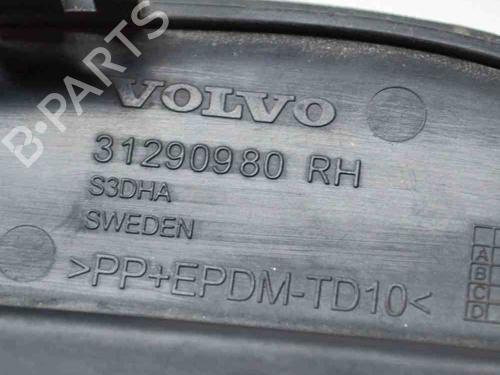 B-PARTS
VOLVO
31290980 RH
S3DHA
SWEDEN
>PP+EPDM-TD10<
A
B
C
D